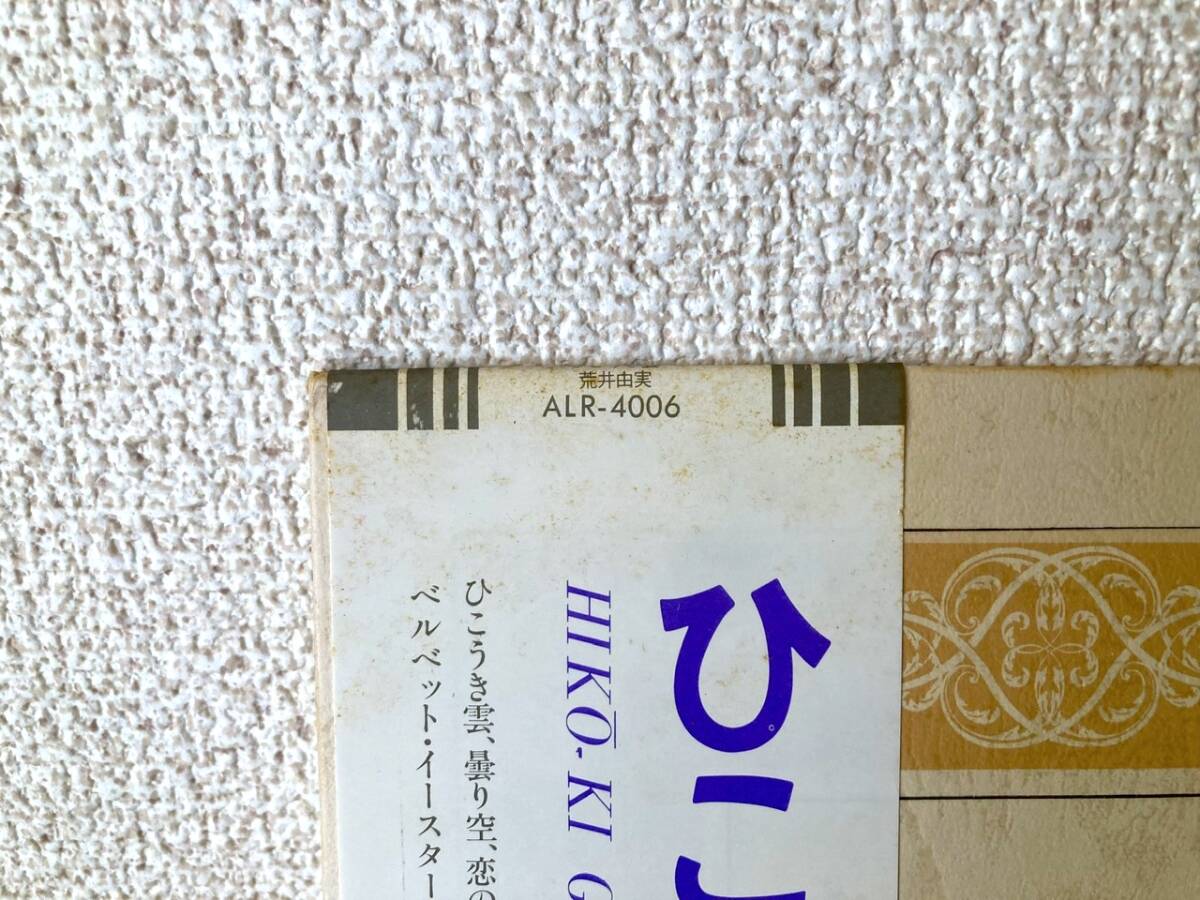 荒井由実
ALR-4006
ひこ
HIKŌ-KI G
ひこうき雲、曇り空、恋の
ベルベット・イースター